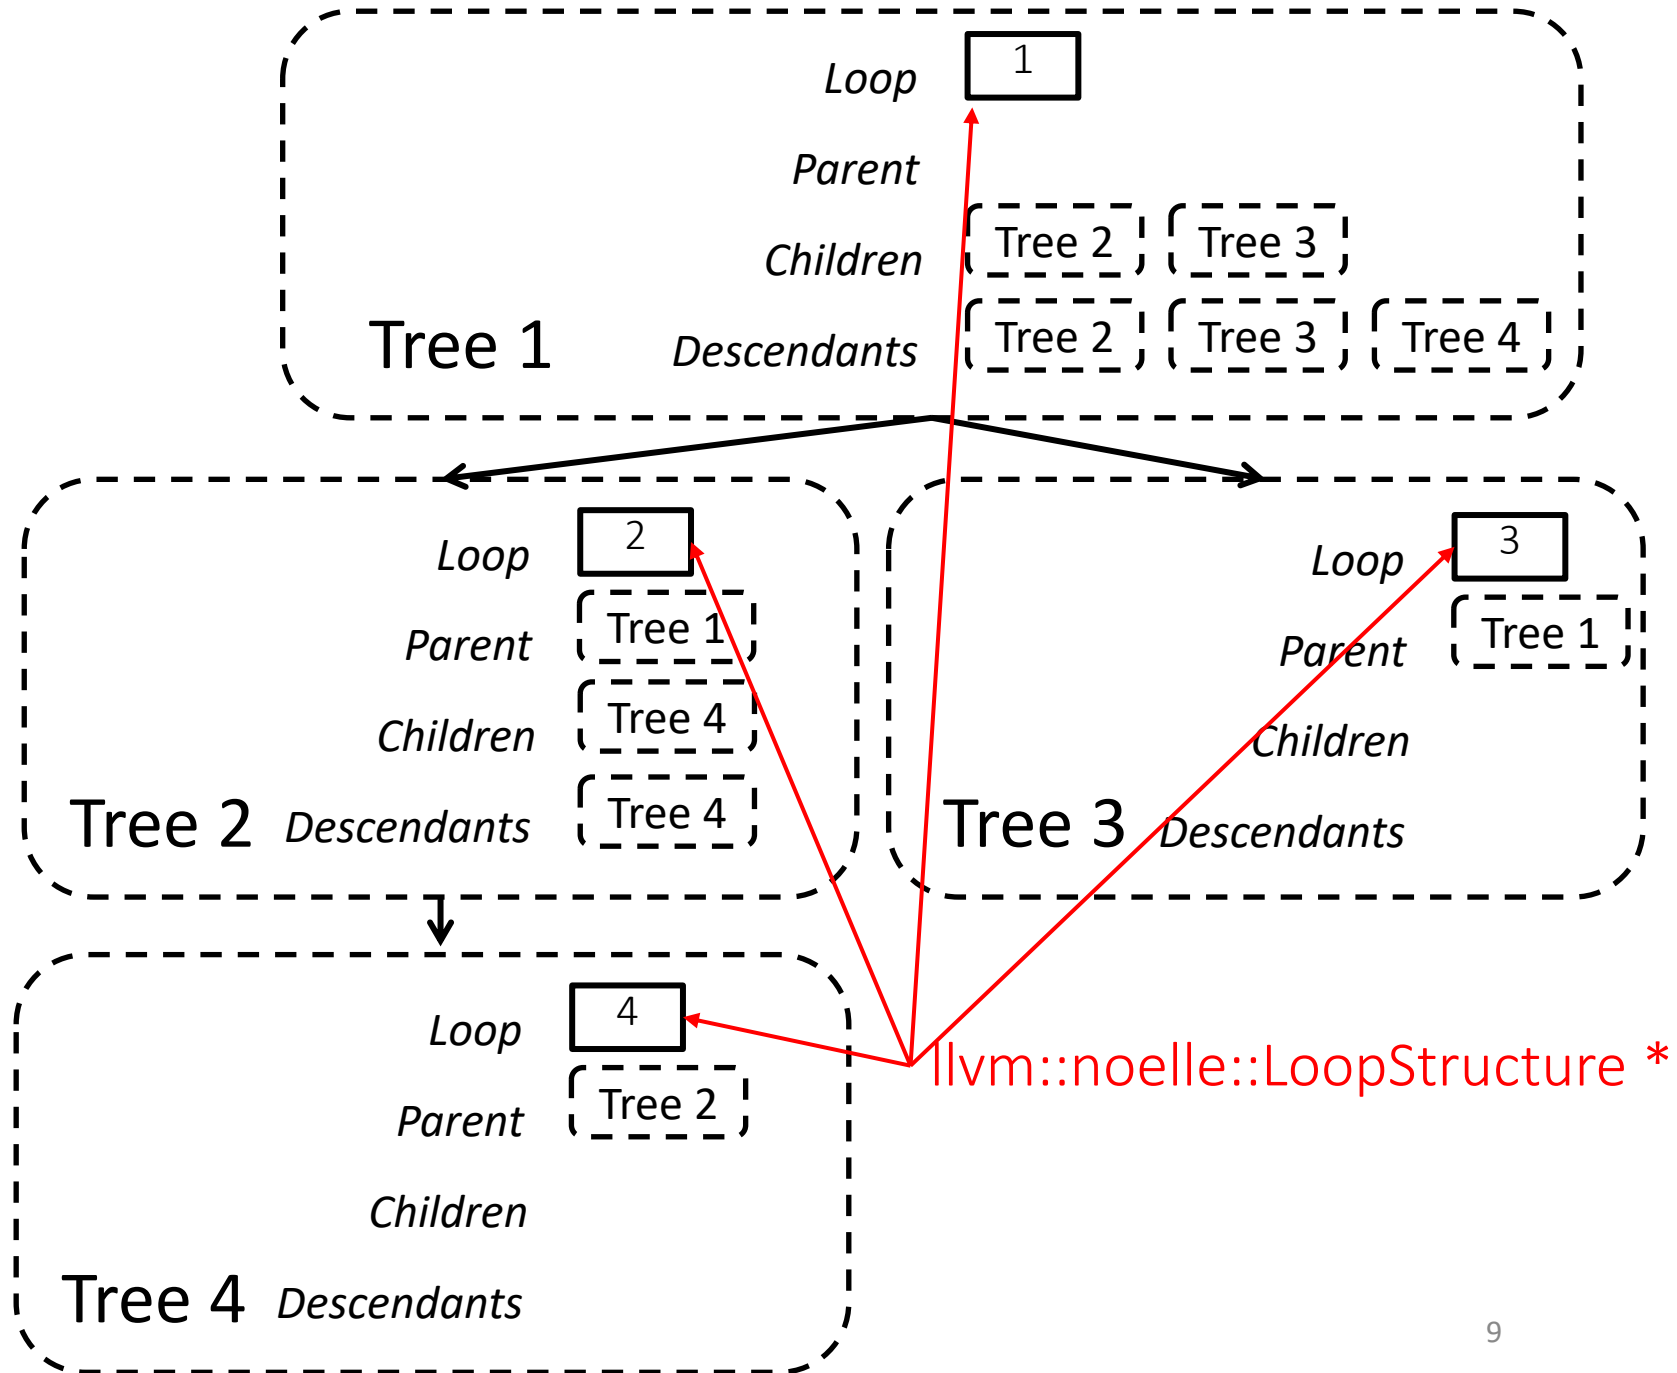 Loop 1
Parent
Children Tree 2 Tree 3
Tree 1 Descendants Tree 2 Tree 3 Tree 4
Loop 2
Parent Tree 1
Children Tree 4
Tree 2 Descendants Tree 4
Loop 3
Parent Tree 1
Children
Tree 3 Descendants
Loop 4
Parent Tree 2
Children
Tree 4 Descendants
llvm::noelle::LoopStructure *
9